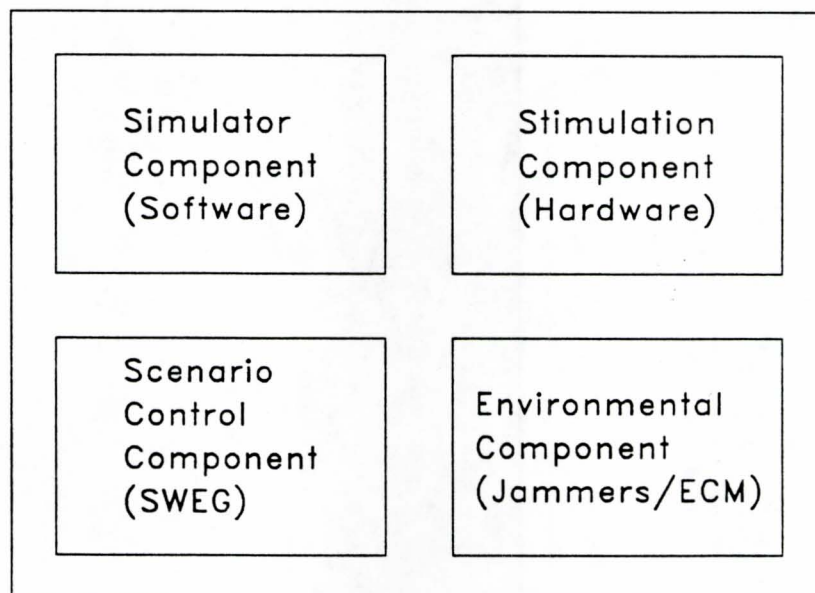 Simulator
Component
(Software)
Stimulation
Component
(Hardware)
Scenario
Control
Component
(SWEG)
Environmental
Component
(Jammers/ECM)